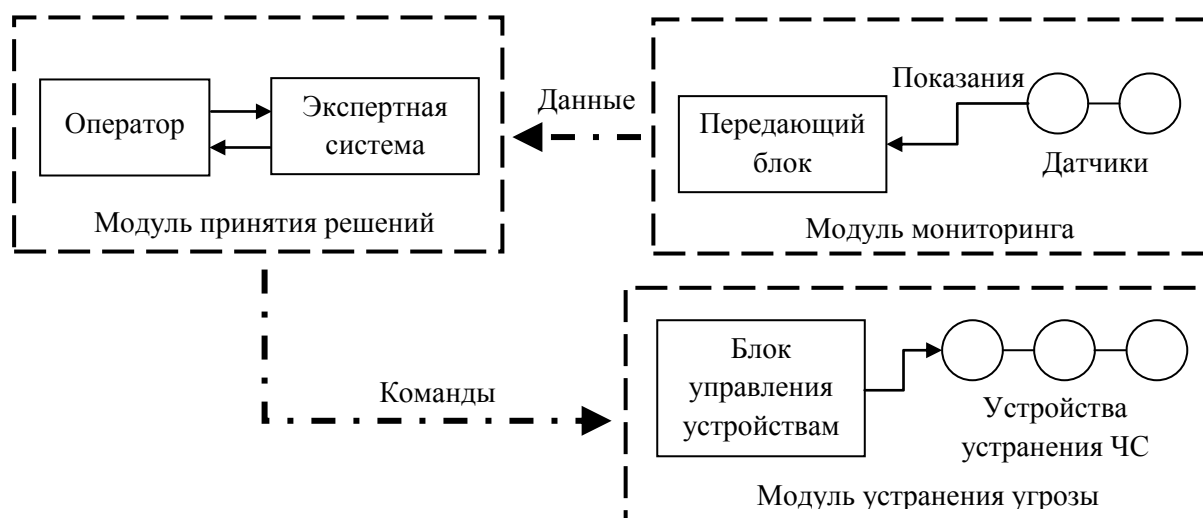 Оператор
Экспертная
система
Модуль принятия решений
Данные
Показания
Передающий
блок
Датчики
Модуль мониторинга
Команды
Блок
управления
устройствам
Устройства
устранения ЧС
Модуль устранения угрозы